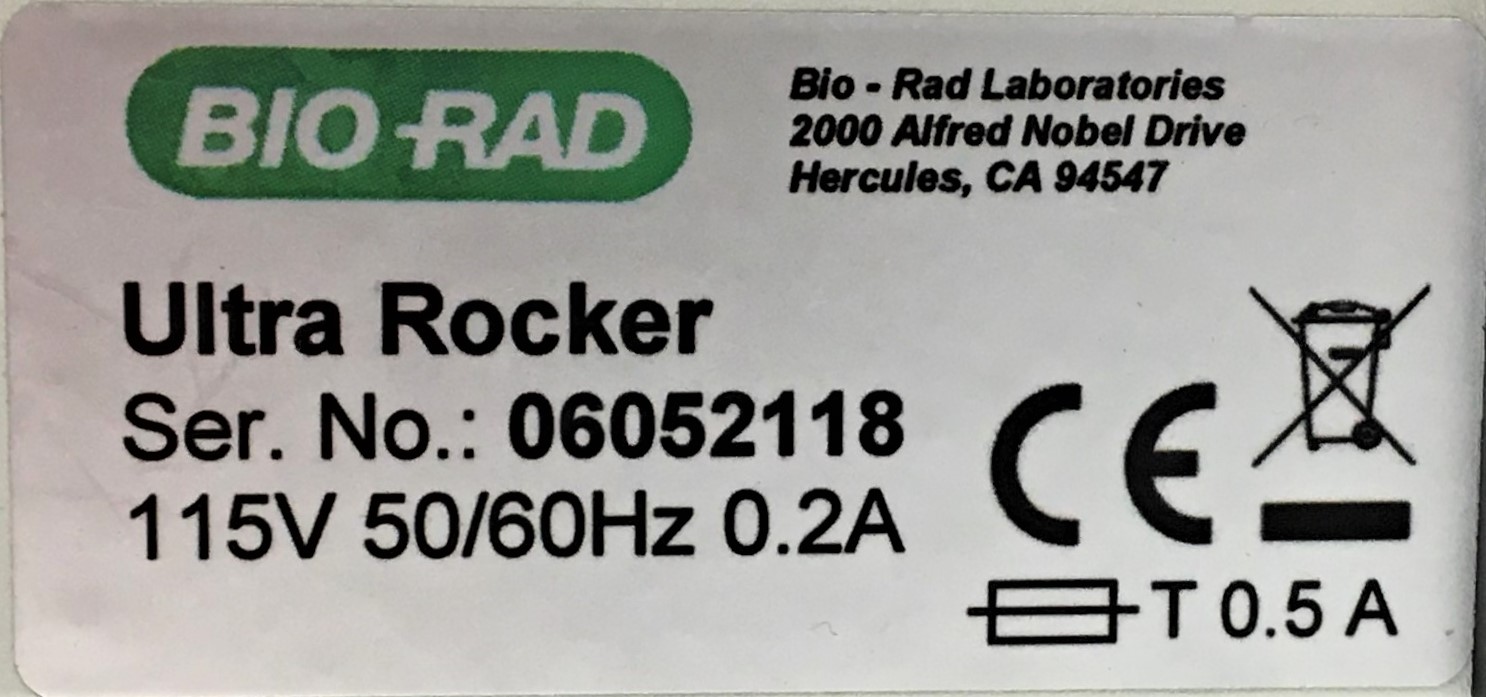 BIO-RAD
Bio - Rad Laboratories
2000 Alfred Nobel Drive
Hercules, CA 94547
Ultra Rocker
Ser. No.: 06052118
115V 50/60Hz 0.2A
CE
T 0.5 A